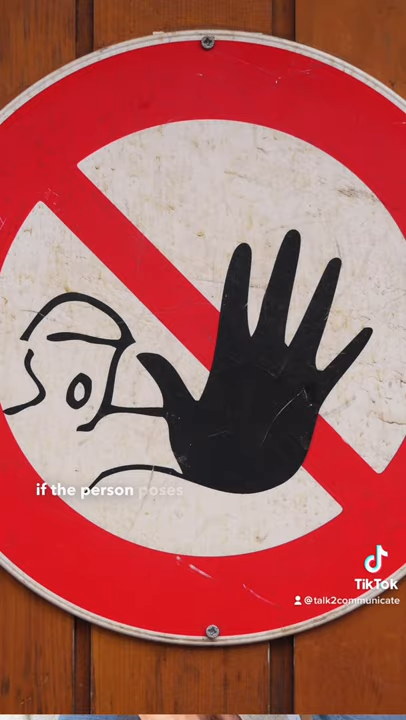 if the person poses
TikTok
@talk2communicate